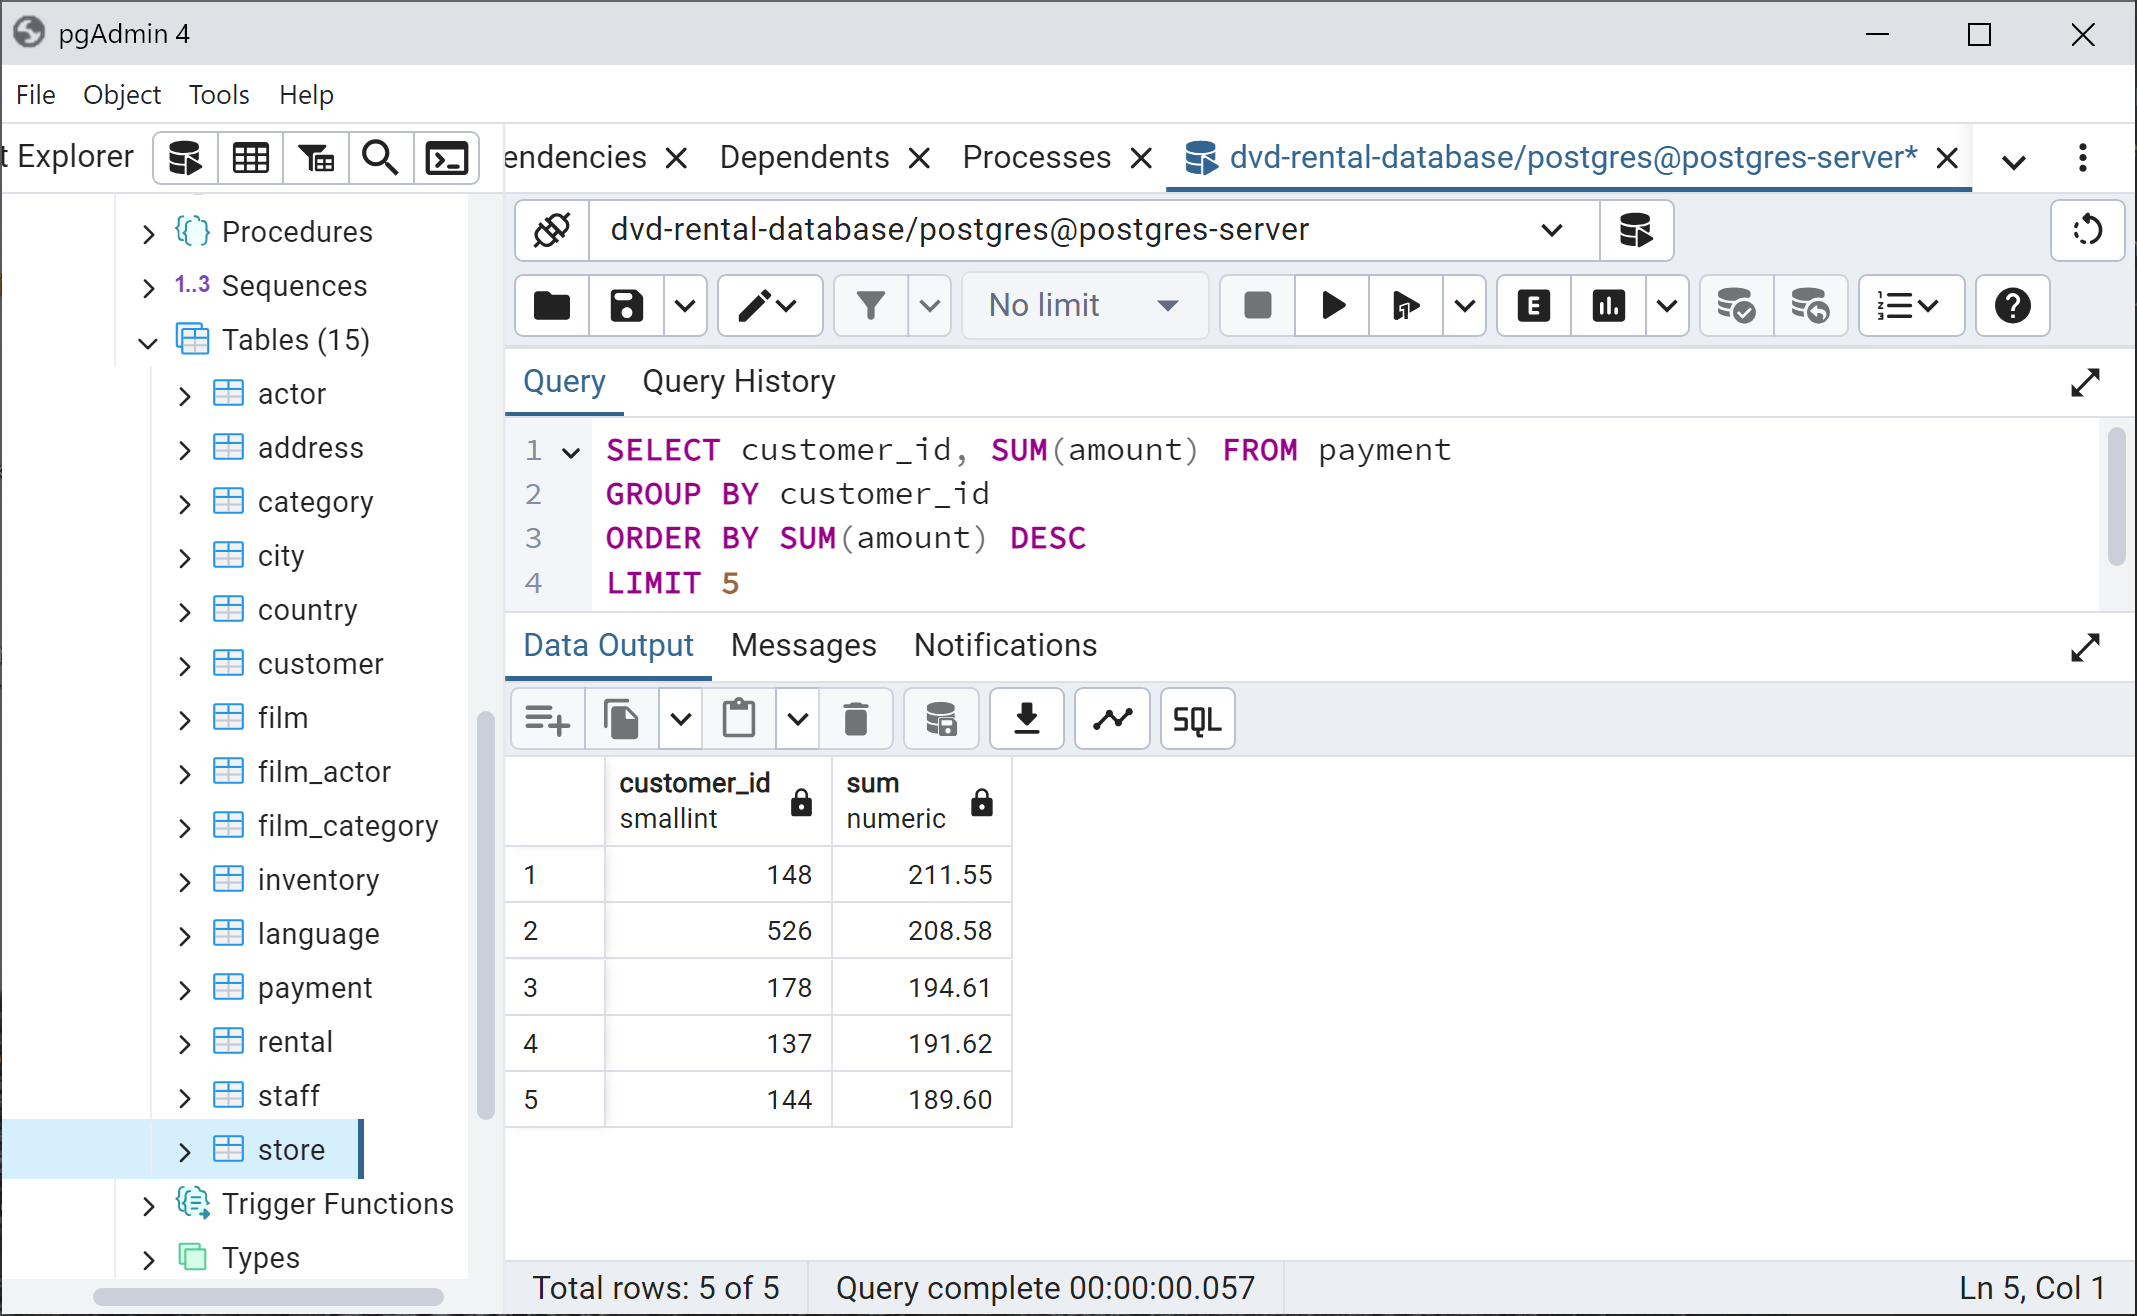 pgAdmin 4
File Object Tools Help
t Explorer
endencies Dependents Processes dvd-rental-database/postgres@postgres-server*
Procedures
1..3 Sequences
Tables (15)
actor
address
category
city
country
customer
film
film_actor
film_category
inventory
language
payment
rental
staff
store
Trigger Functions
Types
dvd-rental-database/postgres@postgres-server
No limit
E
Query Query History
1 SELECT customer_id, SUM(amount) FROM payment
2 GROUP BY customer_id
3 ORDER BY SUM(amount) DESC
4 LIMIT 5
Data Output Messages Notifications
SQL
customer_id sum
smallint numeric
1 148 211.55
2 526 208.58
3 178 194.61
4 137 191.62
5 144 189.60
Total rows: 5 of 5 Query complete 00:00:00.057 Ln 5, Col 1